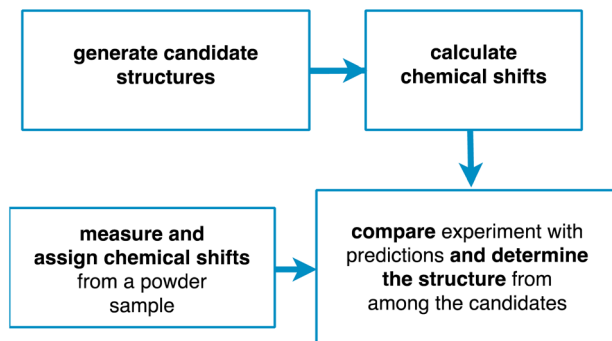 generate candidate
structures
calculate
chemical shifts
measure and
assign chemical shifts
from a powder
sample
compare experiment with
predictions and determine
the structure from
among the candidates